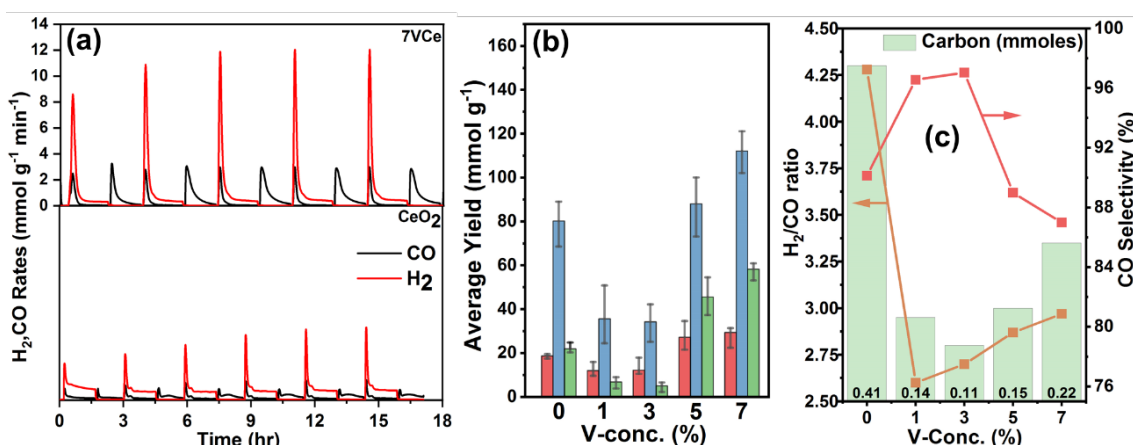 (a)
7VCe
14
12
10
8
6
4
2
0
CeO2
CO
H2
0 3 6 9 12 15 18
Time (hr)
H2,CO Rates (mmol g-1 min-1)
(b)
160
140
120
100
80
60
40
20
0
0 1 3 5 7
V-conc. (%)
Average Yield (mmol g-1)
(c)
Carbon (mmoles)
4.50
4.25
4.00
3.75
3.50
3.25
3.00
2.75
2.50
H2/CO ratio
100
96
92
88
84
80
76
CO Selectivity (%)
0.41 0.14 0.11 0.15 0.22
0 1 3 5 7
V-conc. (%)